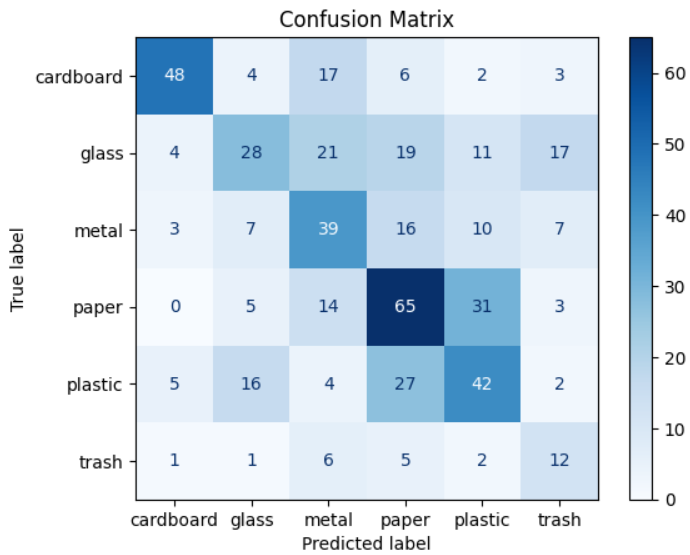 Confusion Matrix
cardboard 48 4 17 6 2 3 60
glass 4 28 21 19 11 17 50
metal 3 7 39 16 10 7 40
True label
paper 0 5 14 65 31 3 30
20
plastic 5 16 4 27 42 2
10
trash 1 1 6 5 2 12
0
cardboard glass metal paper plastic trash
Predicted label